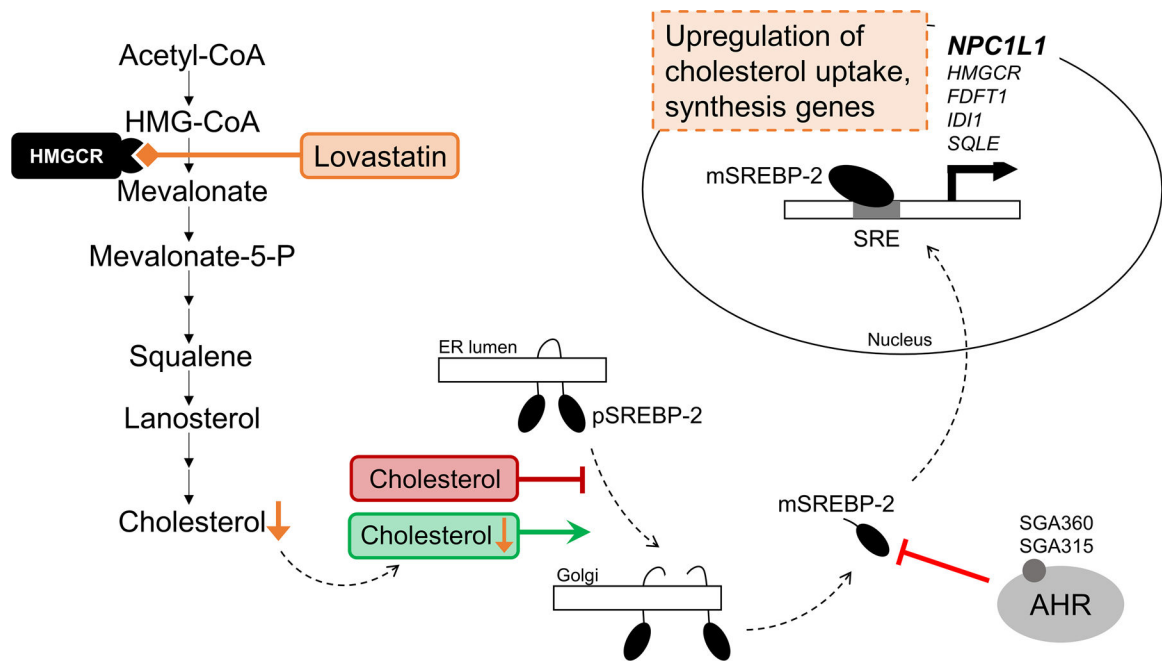 Acetyl-CoA
HMG-CoA
HMGCR
Lovastatin
Mevalonate
Mevalonate-5-P
Squalene
Lanosterol
Cholesterol
Cholesterol
Cholesterol
ER lumen
pSREBP-2
Golgi
mSREBP-2
SGA360
SGA315
AHR
Upregulation of
cholesterol uptake,
synthesis genes
NPC1L1
HMGCR
FDFT1
IDI1
SQLE
mSREBP-2
SRE
Nucleus